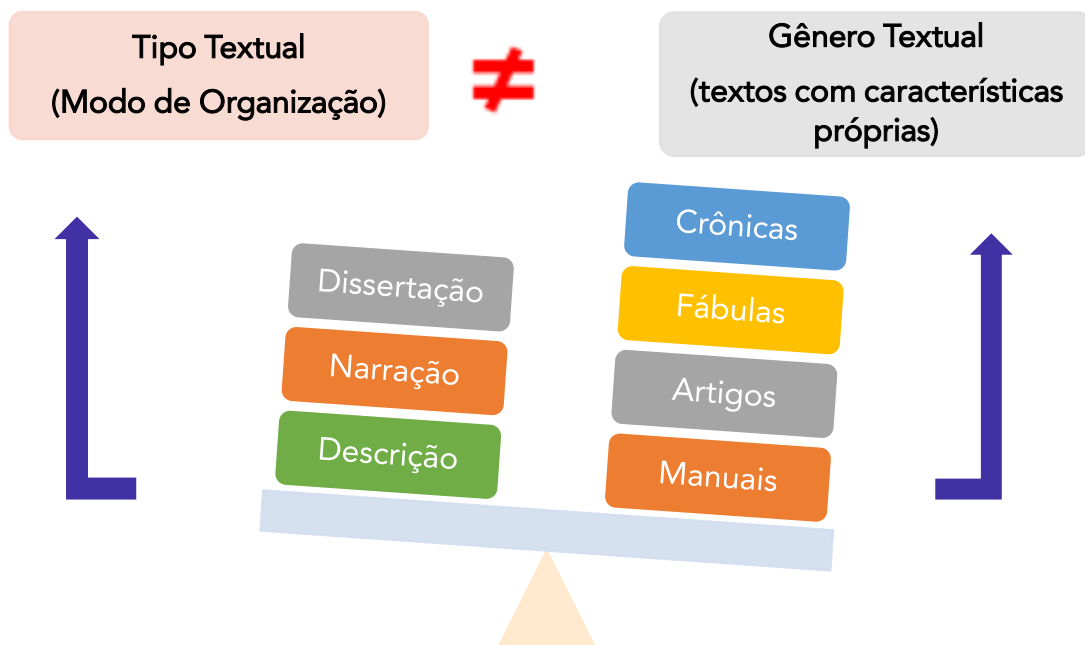 Tipo Textual
(Modo de Organização)
≠
Gênero Textual
(textos com características
próprias)
Dissertação
Narração
Descrição
Crônicas
Fábulas
Artigos
Manuais